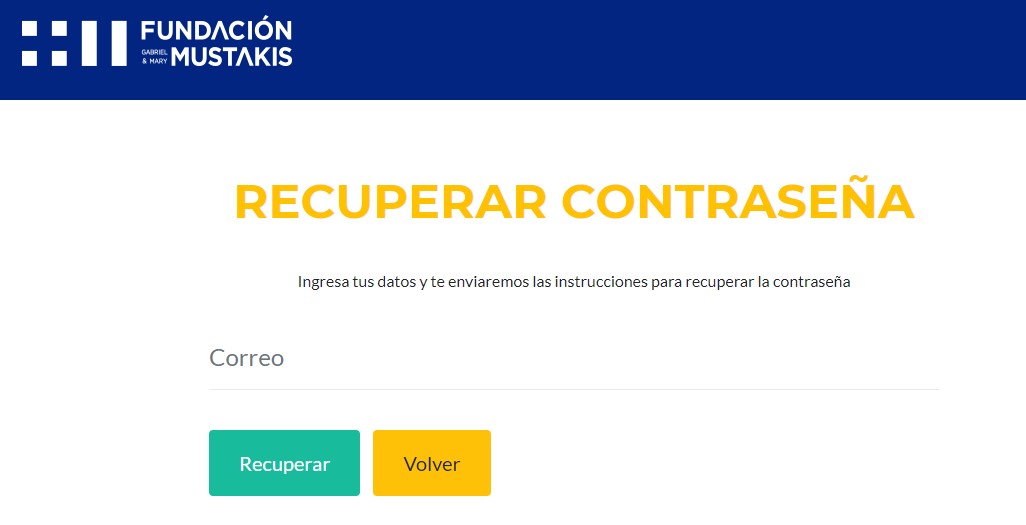 FUNDACIÓN
GABRIEL
& MARY MUSTAKIS
RECUPERAR CONTRASEÑA
Ingresa tus datos y te enviaremos las instrucciones para recuperar la contraseña
Correo
Recuperar Volver